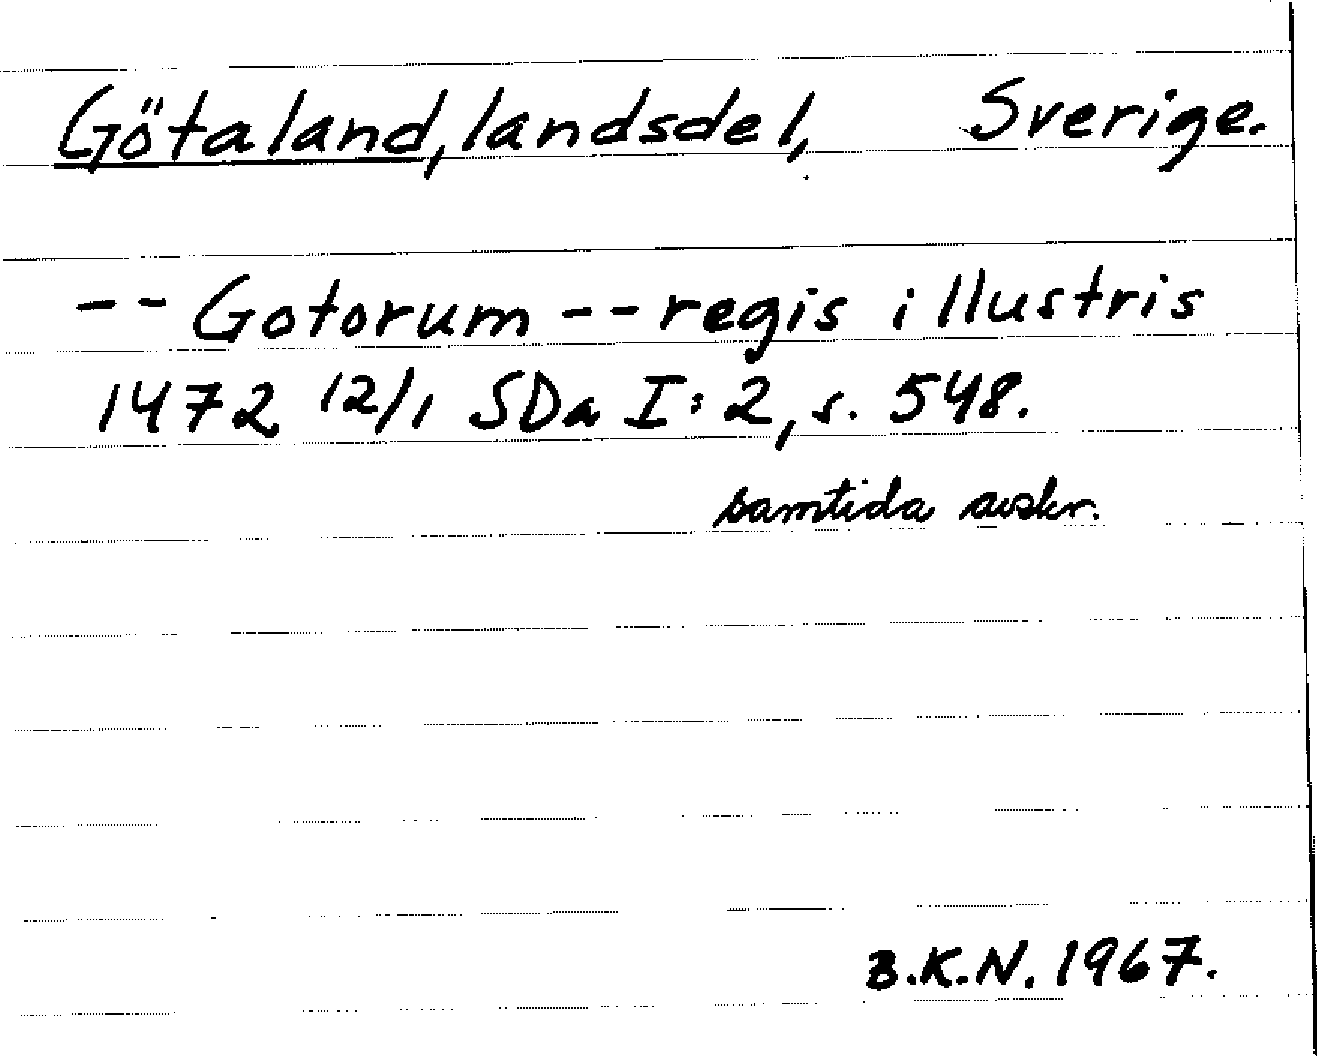 Götaland, landsdel, Sverige.
-- Gotorum -- regis illustris
1472 12/1 SDa I:2, s. 548.
samtida avskr.
B.K.N. 1967.